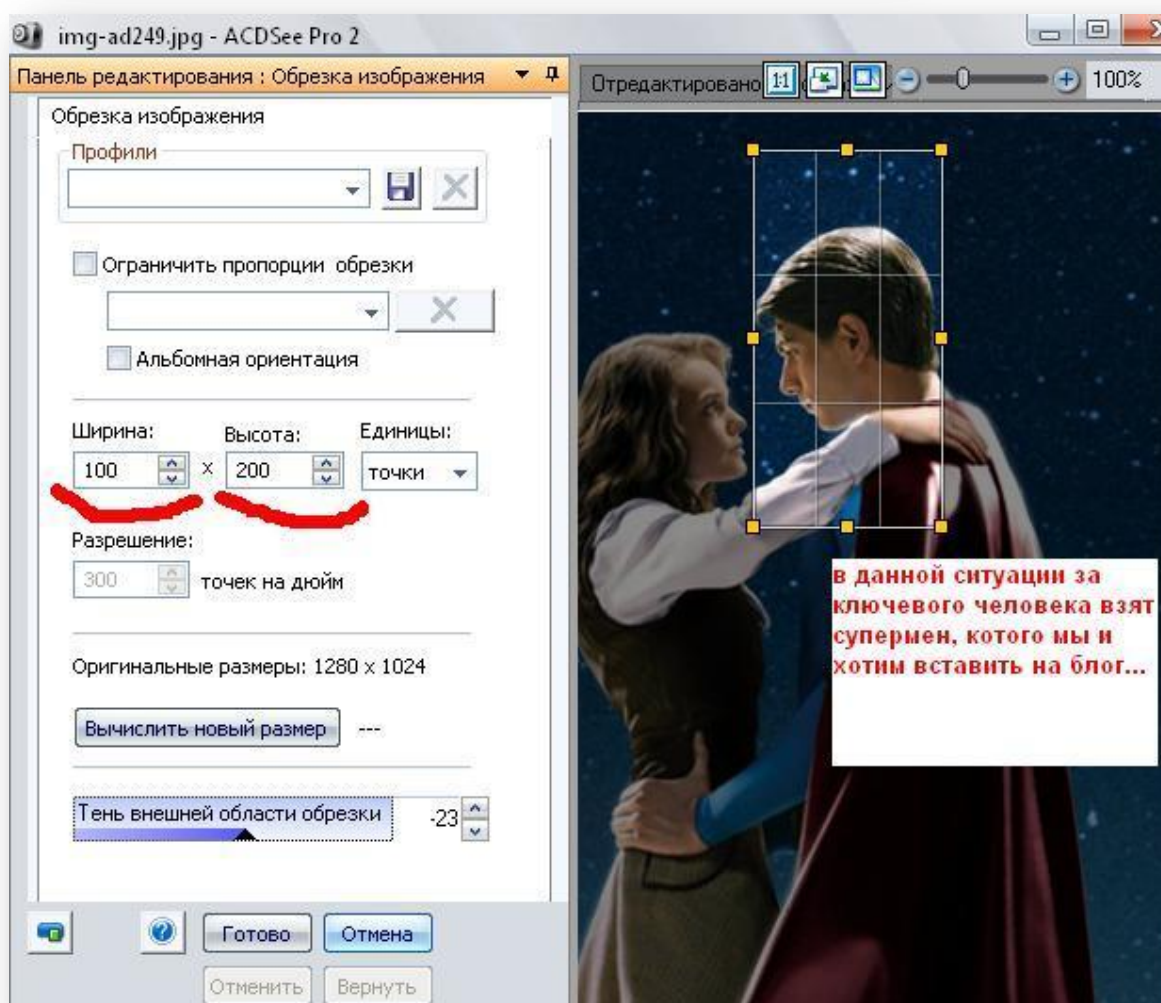 img-ad249.jpg - ACDSee Pro 2
Панель редактирования : Обрезка изображения
Отредактировано
100%
Обрезка изображения
Профили
Ограничить пропорции обрезки
Альбомная ориентация
Ширина: Высота: Единицы:
100 x 200 точки
Разрешение:
300 точек на дюйм
Оригинальные размеры: 1280 x 1024
Вычислить новый размер ---
Тень внешней области обрезки -23
Готово Отмена
Отменить Вернуть
в данной ситуации за
ключевого человека взят
супермен, котого мы и
хотим вставить на блог...